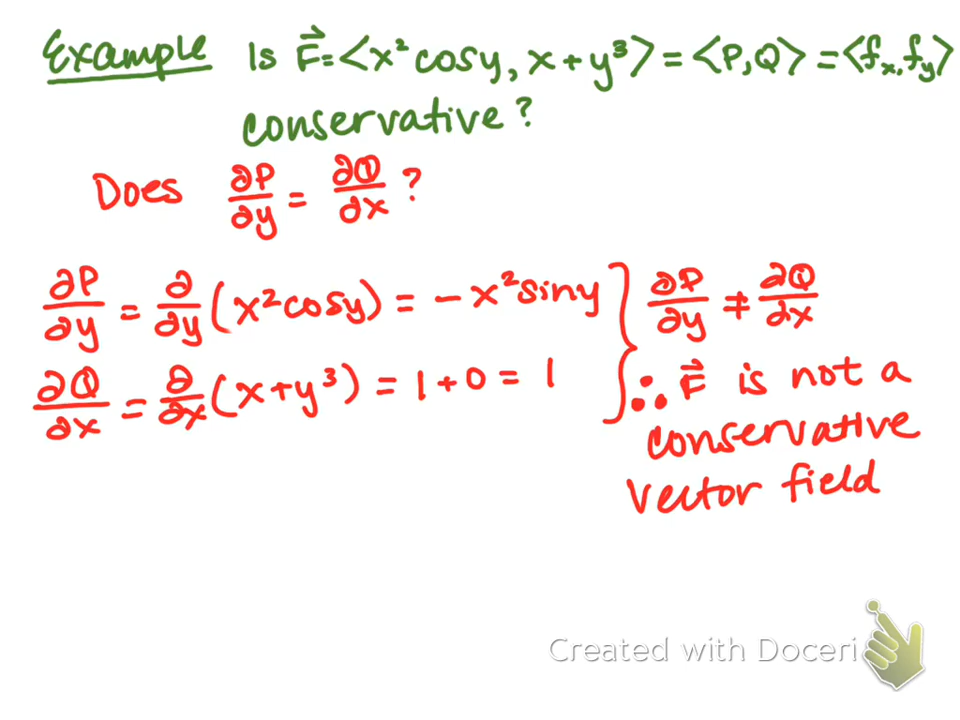 Example Is F⃗=<x²cosy, x+y³> = <P,Q> = <fₓ,f_y>
conservative?
Does ∂P/∂y = ∂Q/∂x ?
∂P/∂y = ∂/∂y (x²cosy) = -x²siny } ∂P/∂y ≠ ∂Q/∂x
∂Q/∂x = ∂/∂x (x+y³) = 1+0 = 1
∴ F⃗ is not a
conservative
vector field
Created with Doceri